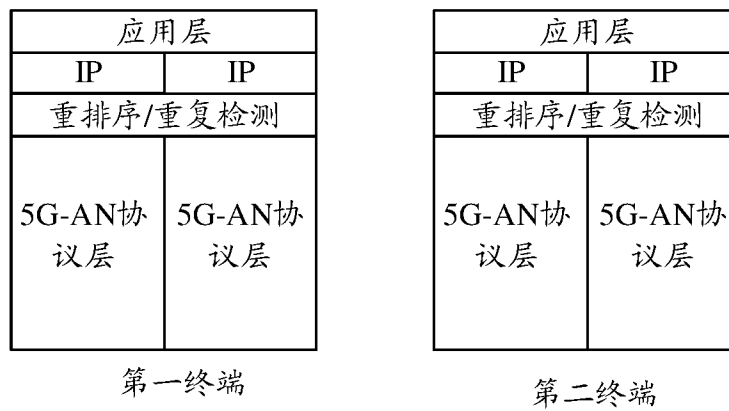 应用层
IP IP
重排序/重复检测
5G-AN协
议层
5G-AN协
议层
第一终端
应用层
IP IP
重排序/重复检测
5G-AN协
议层
5G-AN协
议层
第二终端